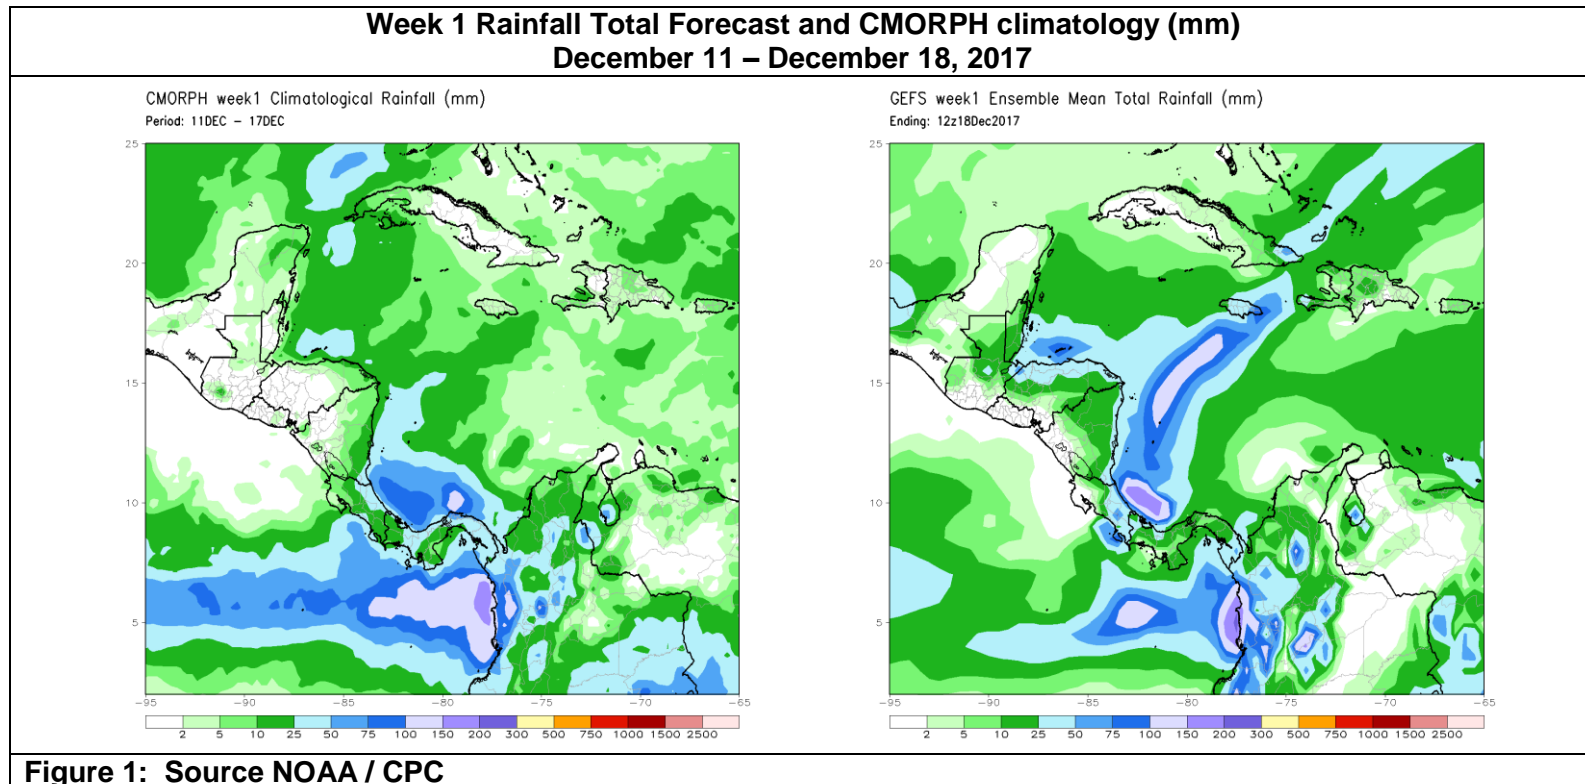 Week 1 Rainfall Total Forecast and CMORPH climatology (mm)
December 11 – December 18, 2017
CMORPH week1 Climatological Rainfall (mm)
Period: 11DEC – 17DEC
25
20
15
10
5
−95 −90 −85 −80 −75 −70 −65
2 5 10 25 50 75 100 150 200 300 500 750 1000 1500 2500
GEFS week1 Ensemble Mean Total Rainfall (mm)
Ending: 12z18Dec2017
25
20
15
10
5
−95 −90 −85 −80 −75 −70 −65
2 5 10 25 50 75 100 150 200 300 500 750 1000 1500 2500
Figure 1: Source NOAA / CPC